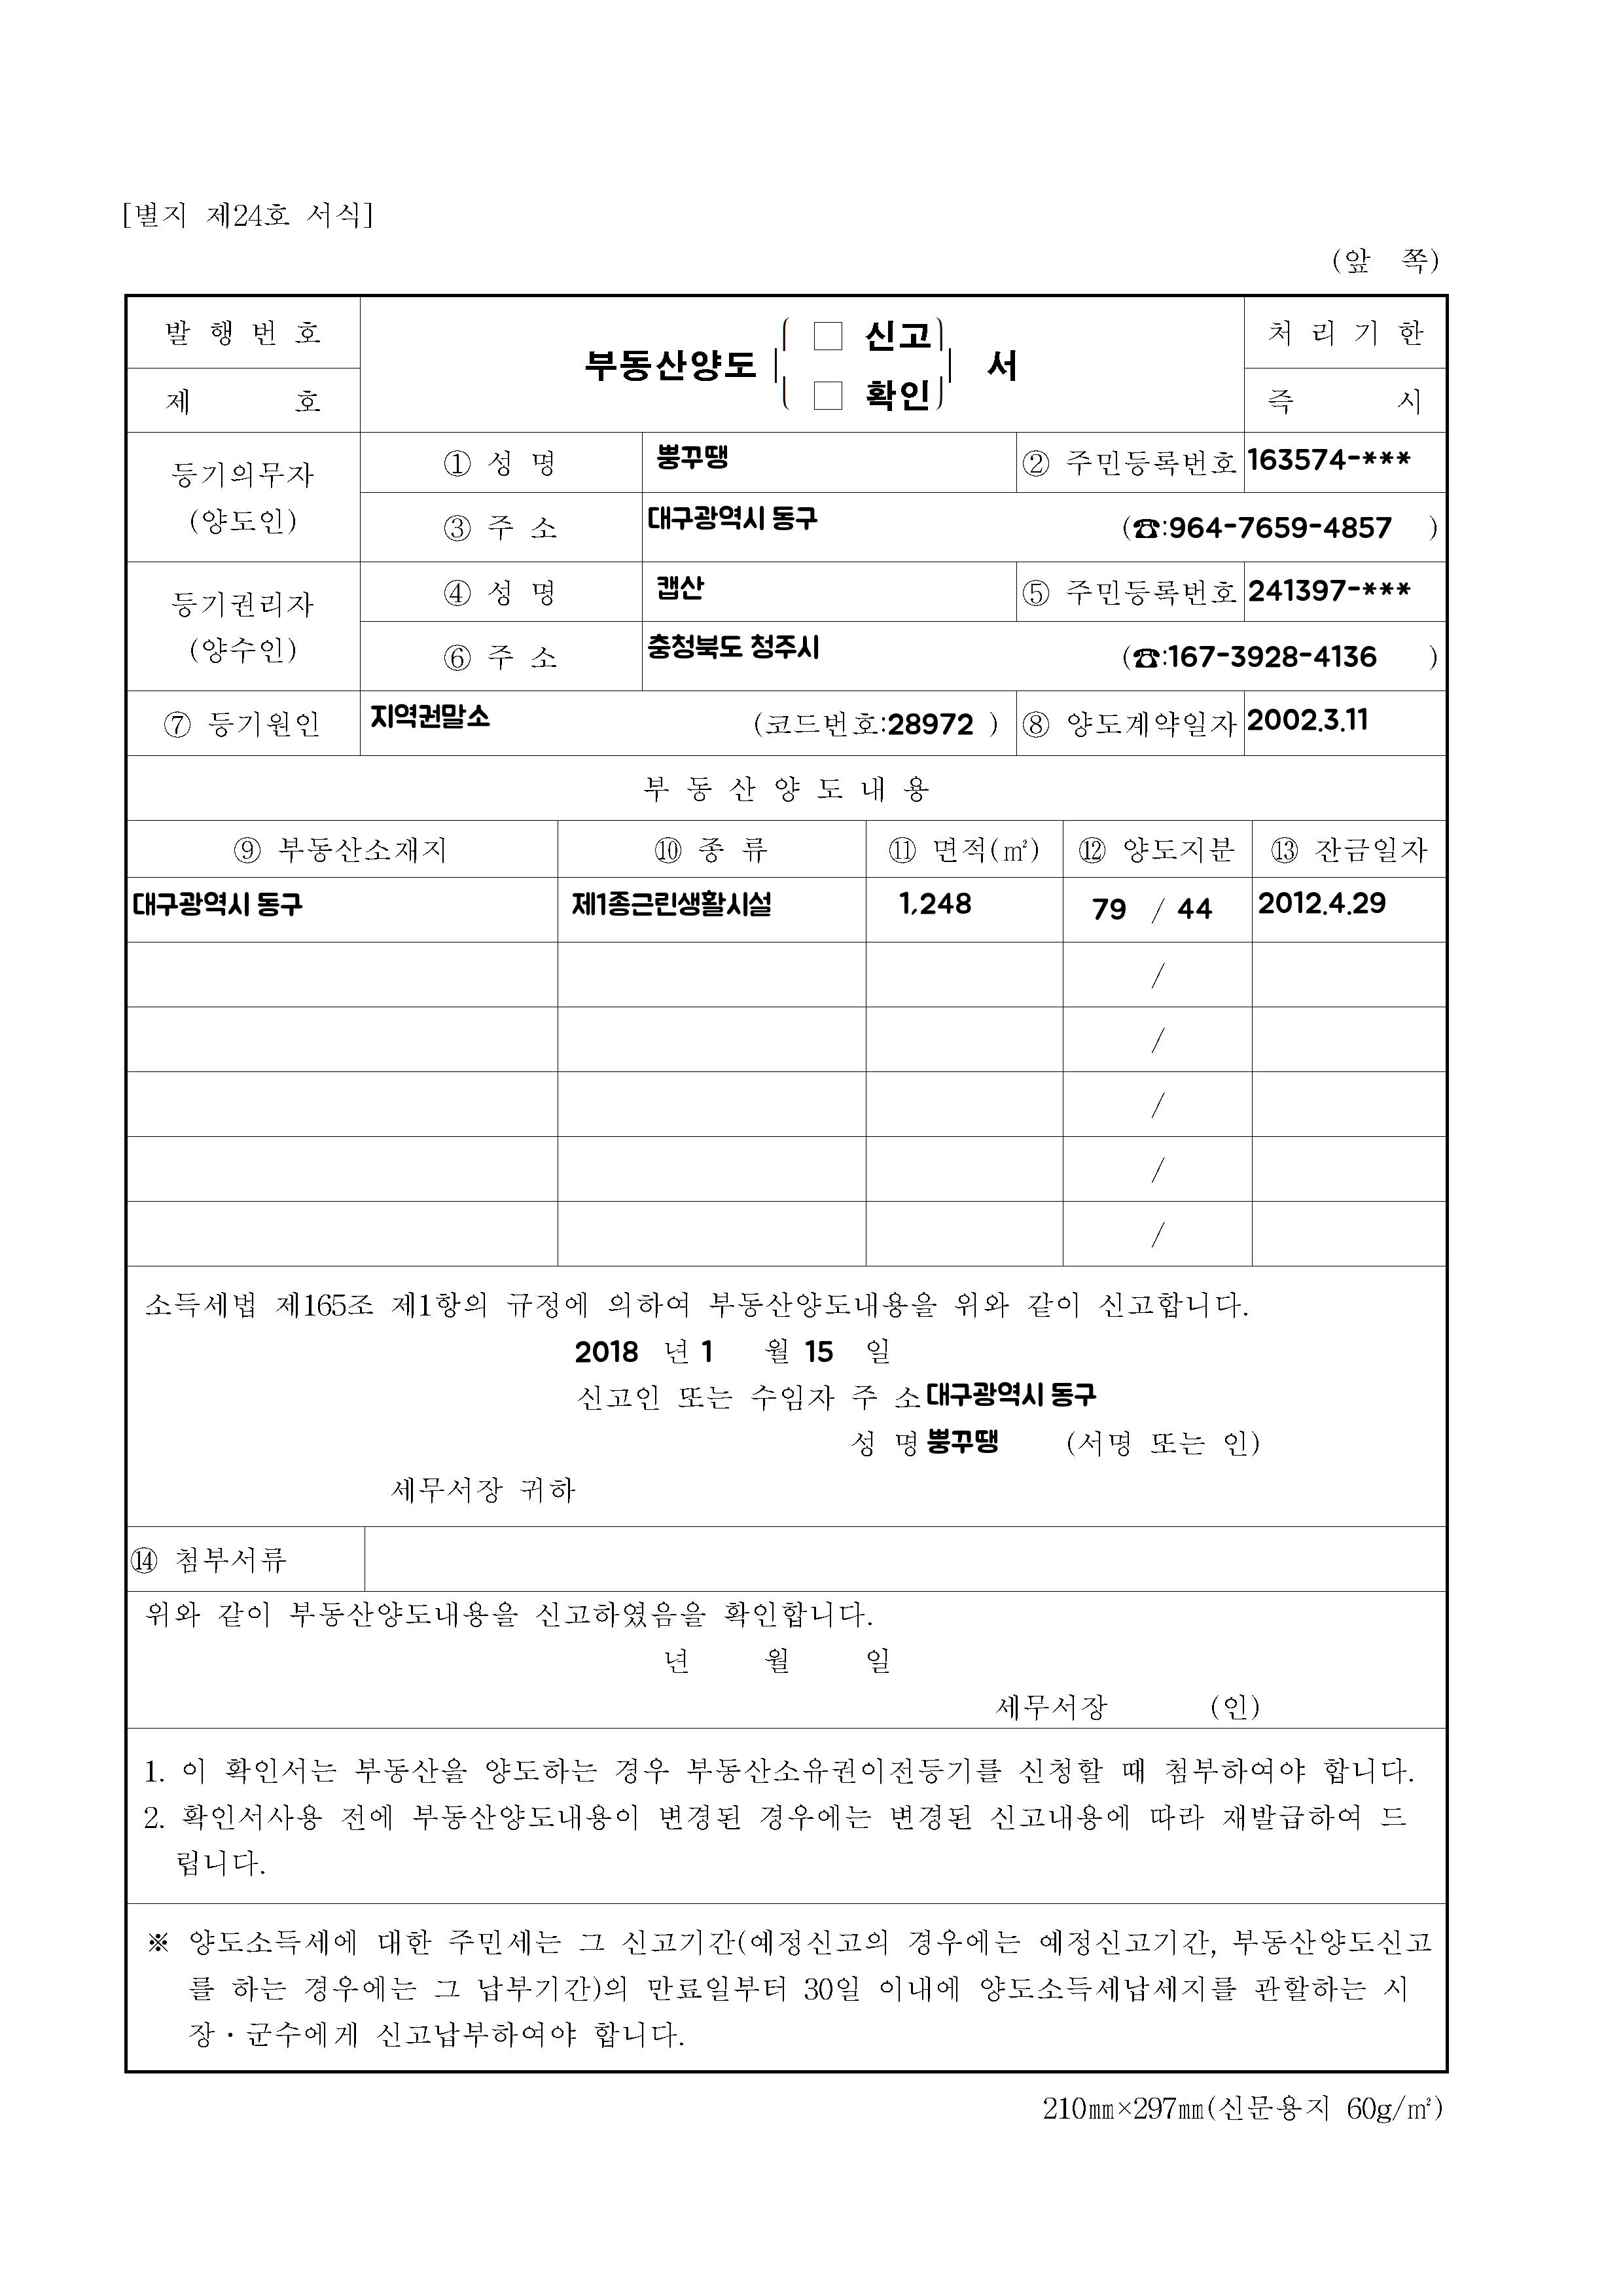 [별지 제24호 서식]
(앞 쪽)
발 행 번 호
제 호
부동산양도 □ 신고 □ 확인 서
처 리 기 한
즉 시
등기의무자
(양도인)
① 성 명 뿡꾸땡 ② 주민등록번호 163574-***
③ 주 소 대구광역시 동구 (☎:964-7659-4857 )
등기권리자
(양수인)
④ 성 명 캡산 ⑤ 주민등록번호 241397-***
⑥ 주 소 충청북도 청주시 (☎:167-3928-4136 )
⑦ 등기원인 지역권말소 (코드번호:28972 ) ⑧ 양도계약일자 2002.3.11
부 동 산 양 도 내 용
⑨ 부동산소재지 ⑩ 종 류 ⑪ 면적(㎡) ⑫ 양도지분 ⑬ 잔금일자
대구광역시 동구 제1종근린생활시설 1,248 79 / 44 2012.4.29
/
/
/
/
/
소득세법 제165조 제1항의 규정에 의하여 부동산양도내용을 위와 같이 신고합니다.
2018 년 1 월 15 일
신고인 또는 수임자 주 소 대구광역시 동구
성 명 뿡꾸땡 (서명 또는 인)
세무서장 귀하
⑭ 첨부서류
위와 같이 부동산양도내용을 신고하였음을 확인합니다.
년 월 일
세무서장 (인)
1. 이 확인서는 부동산을 양도하는 경우 부동산소유권이전등기를 신청할 때 첨부하여야 합니다.
2. 확인서사용 전에 부동산양도내용이 변경된 경우에는 변경된 신고내용에 따라 재발급하여 드
립니다.
※ 양도소득세에 대한 주민세는 그 신고기간(예정신고의 경우에는 예정신고기간, 부동산양도신고
를 하는 경우에는 그 납부기간)의 만료일부터 30일 이내에 양도소득세납세지를 관할하는 시
장·군수에게 신고납부하여야 합니다.
210㎜×297㎜(신문용지 60g/㎡)